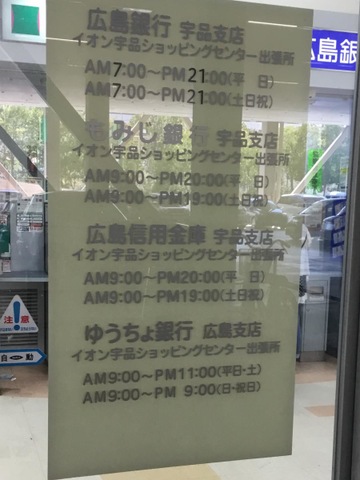 広島銀行 宇品支店
イオン宇品ショッピングセンター出張所
AM7:00〜PM21:00(平 日)
AM7:00〜PM21:00(土日祝)
もみじ銀行 宇品支店
イオン宇品ショッピングセンター出張所
AM9:00〜PM20:00(平 日)
AM9:00〜PM19:00(土日祝)
広島信用金庫 宇品支店
イオン宇品ショッピングセンター出張所
AM9:00〜PM20:00(平 日)
AM9:00〜PM19:00(土日祝)
ゆうちょ銀行 広島支店
イオン宇品ショッピングセンター出張所
AM9:00〜PM11:00(平日・土)
AM9:00〜PM 9:00(日・祝日)
広島銀
注意
自動